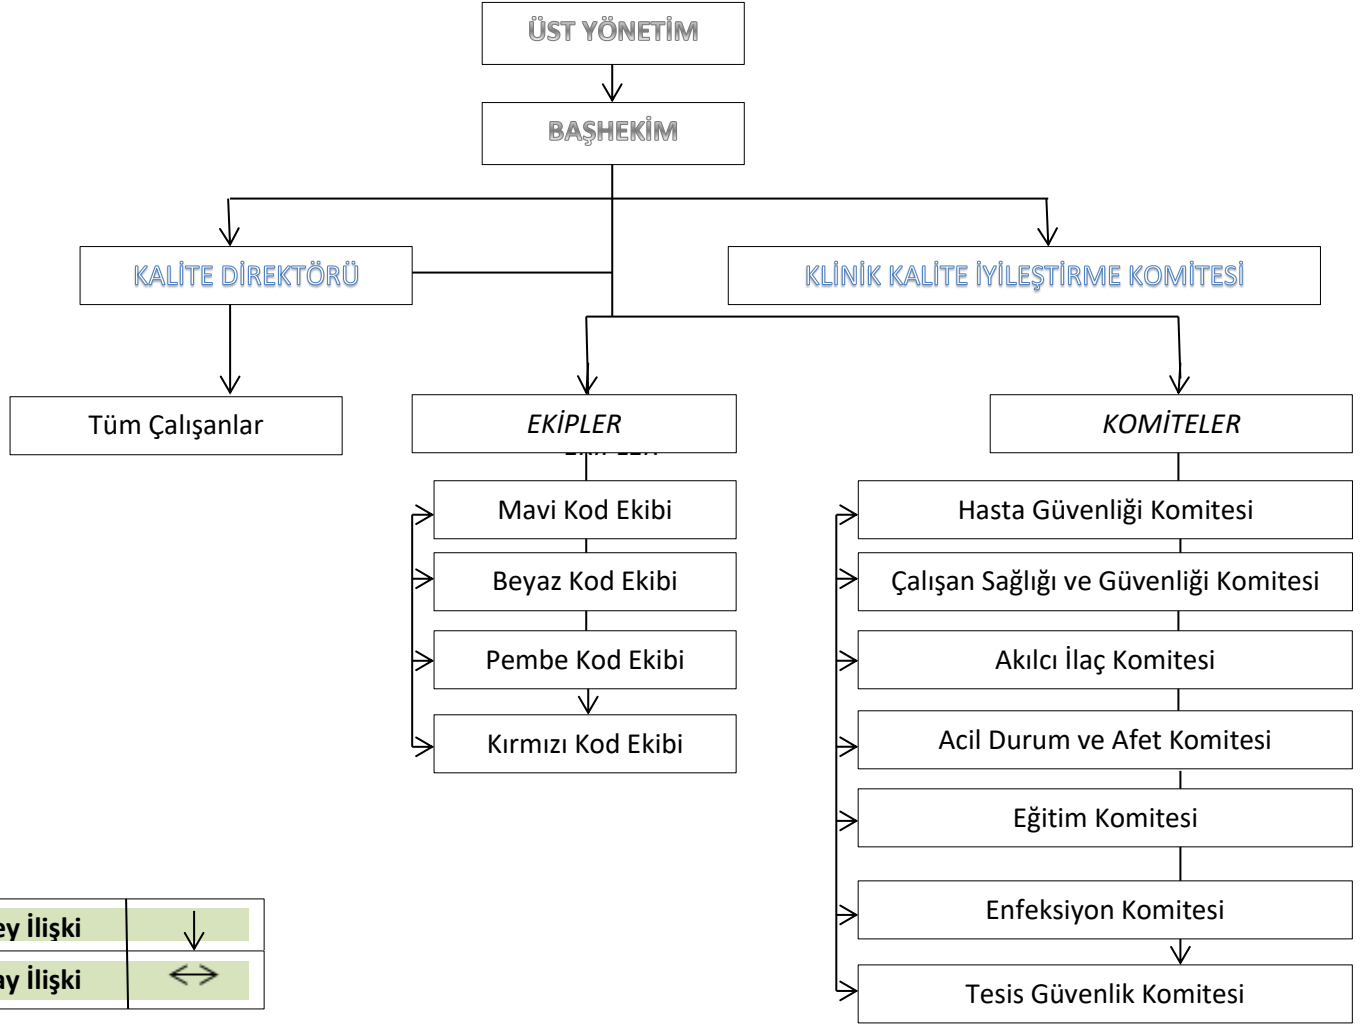 ÜST YÖNETİM
BAŞHEKİM
KALİTE DİREKTÖRÜ
KLİNİK KALİTE İYİLEŞTİRME KOMİTESİ
Tüm Çalışanlar
EKİPLER
KOMİTELER
Mavi Kod Ekibi
Hasta Güvenliği Komitesi
Beyaz Kod Ekibi
Çalışan Sağlığı ve Güvenliği Komitesi
Pembe Kod Ekibi
Akılcı İlaç Komitesi
Kırmızı Kod Ekibi
Acil Durum ve Afet Komitesi
Eğitim Komitesi
Enfeksiyon Komitesi
Tesis Güvenlik Komitesi
ey İlişki
ay İlişki